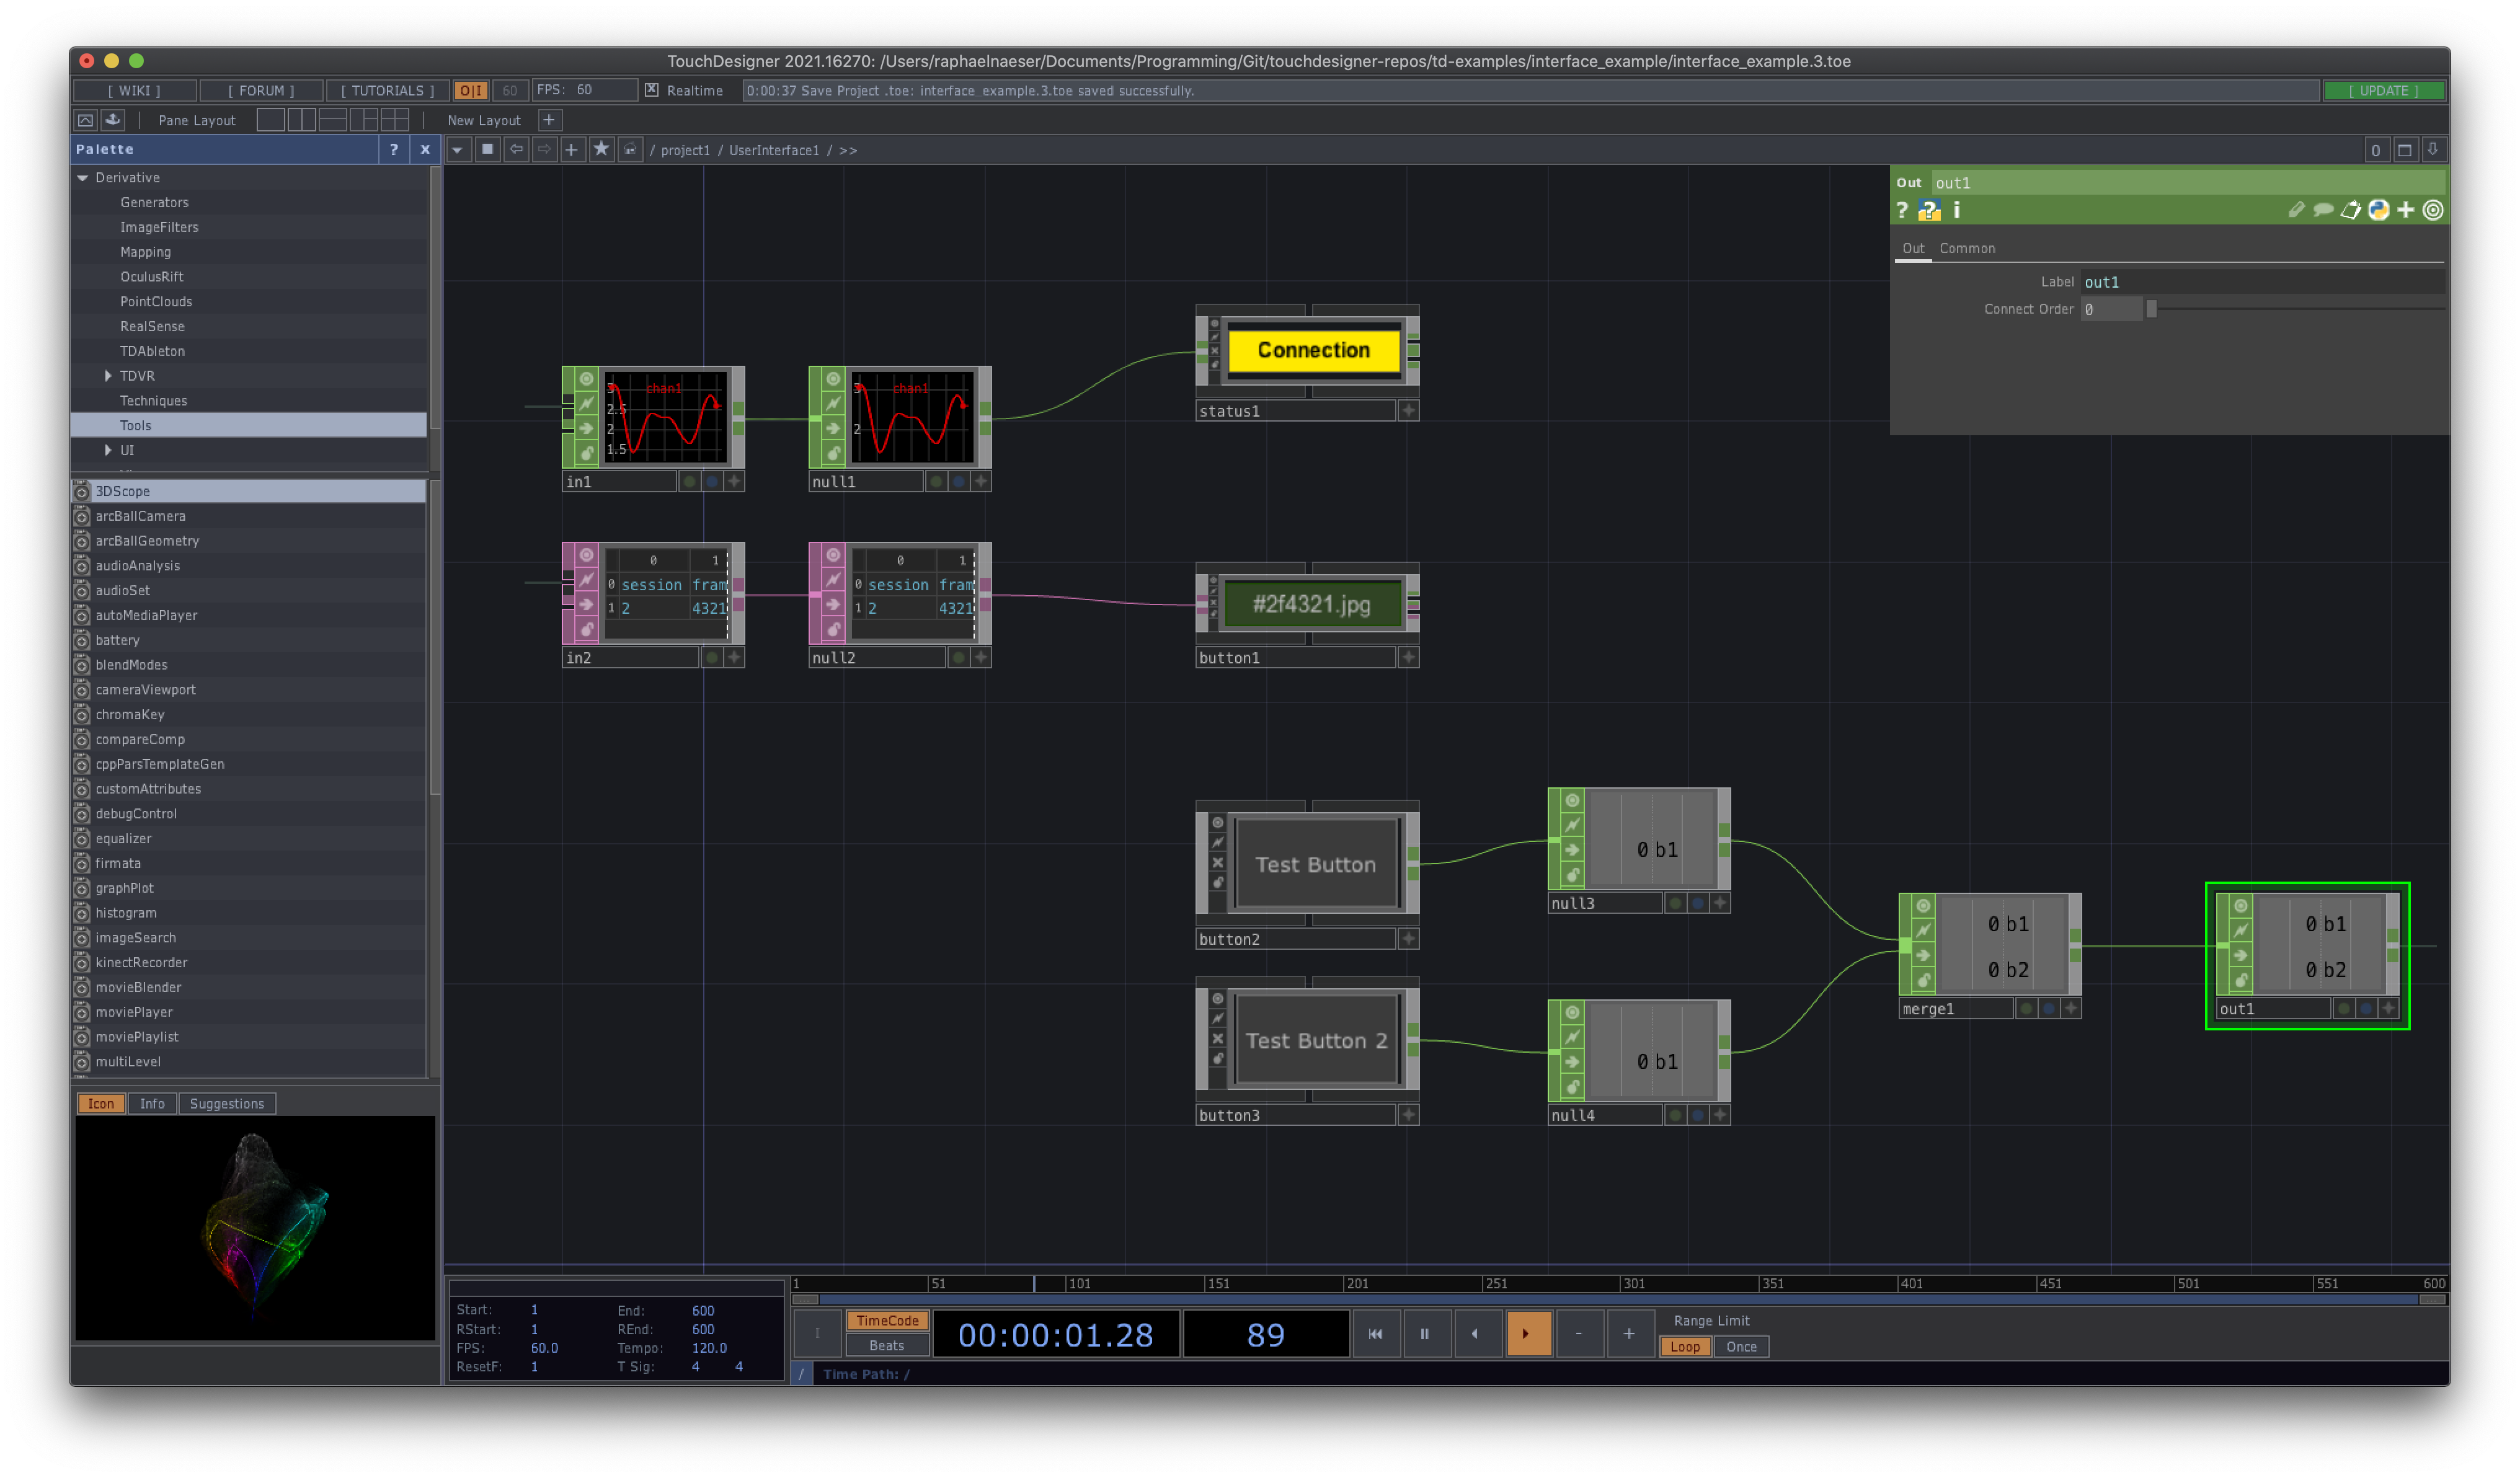 TouchDesigner 2021.16270: /Users/raphaelnaeser/Documents/Programming/Git/touchdesigner-repos/td-examples/interface_example/interface_example.3.toe
[ WIKI ] [ FORUM ] [ TUTORIALS ] O|I 60 FPS: 60 Realtime 0:00:37 Save Project .toe: interface_example.3.toe saved successfully. [ UPDATE ]
Pane Layout New Layout +
Palette ? x
/ project1 / UserInterface1 / >> 0
Derivative
Generators
ImageFilters
Mapping
OculusRift
PointClouds
RealSense
TDAbleton
TDVR
Techniques
Tools
UI
3DScope
arcBallCamera
arcBallGeometry
audioAnalysis
audioSet
autoMediaPlayer
battery
blendModes
cameraViewport
chromaKey
compareComp
cppParsTemplateGen
customAttributes
debugControl
equalizer
firmata
graphPlot
histogram
imageSearch
kinectRecorder
movieBlender
moviePlayer
moviePlaylist
multiLevel
Icon Info Suggestions
Out out1
? ? i
Out Common
Label out1
Connect Order 0
3 chan1
2.5
2
1.5
in1
3 chan1
2
null1
Connection
status1
0 1
0 session fram
1 2 4321
in2
0 1
0 session fram
1 2 4321
null2
#2f4321.jpg
button1
Test Button
button2
0 b1
null3
Test Button 2
button3
0 b1
null4
0 b1
0 b2
merge1
0 b1
0 b2
out1
1 51 101 151 201 251 301 351 401 451 501 551 600
Start: 1 End: 600
RStart: 1 REnd: 600
FPS: 60.0 Tempo: 120.0
ResetF: 1 T Sig: 4 4
I TimeCode Beats 00:00:01.28 89 - + Range Limit
Loop Once
/ Time Path: /